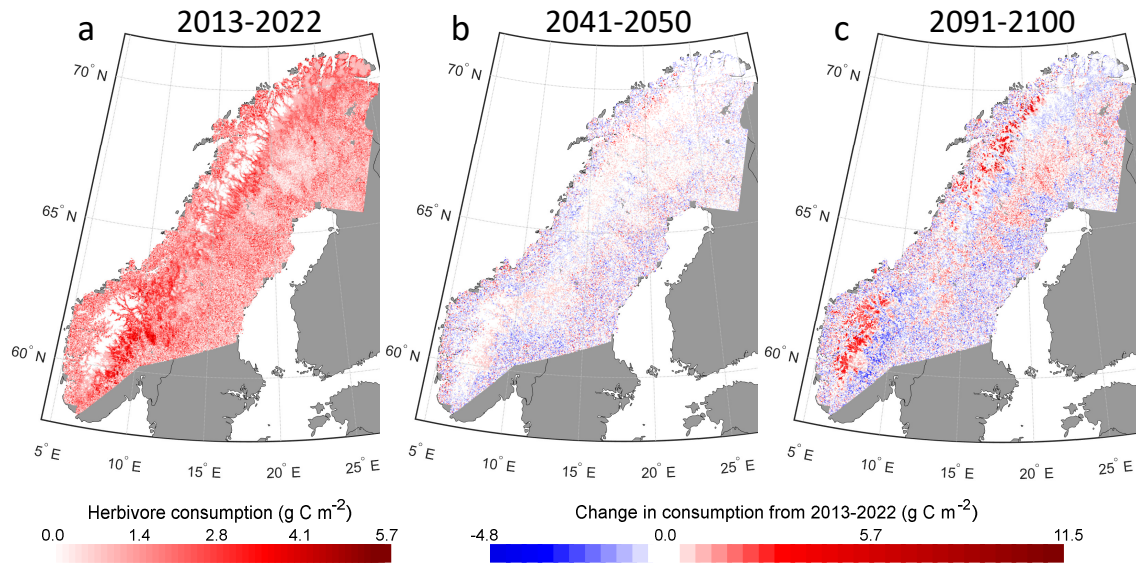 a 2013-2022
b 2041-2050
c 2091-2100
70° N
65° N
60° N
5° E
10° E
15° E
20° E
25° E
70° N
65° N
60° N
5° E
10° E
15° E
20° E
25° E
70° N
65° N
60° N
5° E
10° E
15° E
20° E
25° E
Herbivore consumption (g C m⁻²)
0.0 1.4 2.8 4.1 5.7
Change in consumption from 2013-2022 (g C m⁻²)
-4.8 0.0 5.7 11.5